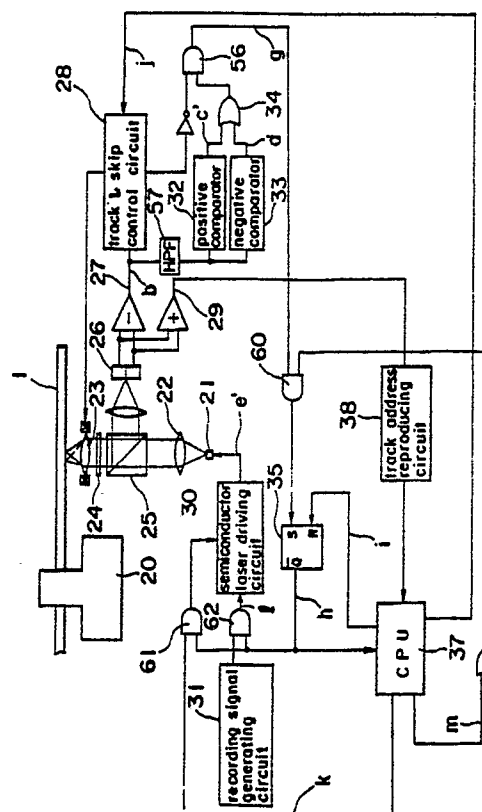 j
28
track & skip
control circuit
56
g
34
c'
d
32
positive comparator
negative comparator
33
57
HPF
27
b
29
26
1
23
24
25
22
21
20
30
e'
semiconductor
laser driving
circuit
61
62
l
31
recording signal
generating
circuit
35
S
R
Q
h
i
60
38
track address
reproducing
circuit
CPU
37
k
m